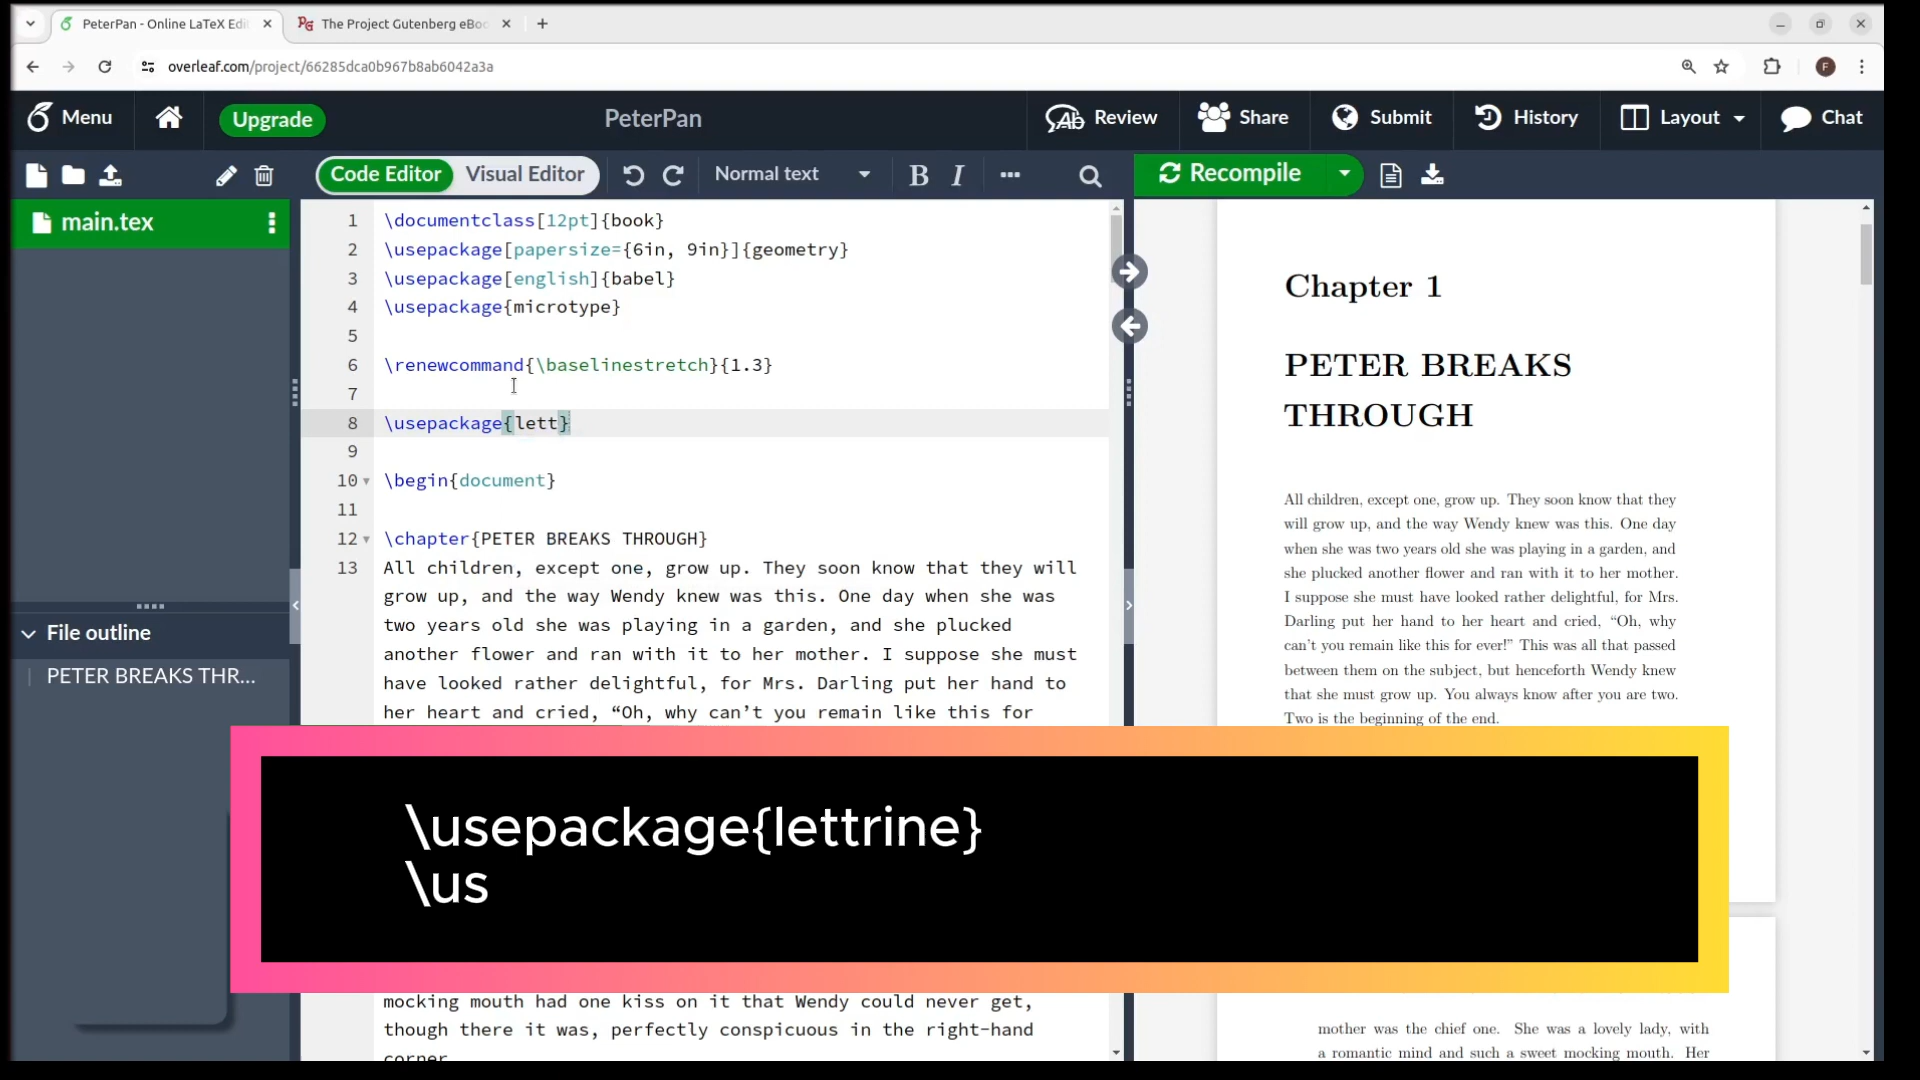 PeterPan - Online LaTeX Edi
The Project Gutenberg eBo
overleaf.com/project/66285dca0b967b8ab6042a3a
F
Menu
Upgrade
PeterPan
Review
Share
Submit
History
Layout
Chat
Code Editor
Visual Editor
Normal text
B
I
Recompile
main.tex
1 \documentclass[12pt]{book}
2 \usepackage[papersize={6in, 9in}]{geometry}
3 \usepackage[english]{babel}
4 \usepackage{microtype}
5
6 \renewcommand{\baselinestretch}{1.3}
7
8 \usepackage{lett}
9
10 \begin{document}
11
12 \chapter{PETER BREAKS THROUGH}
13 All children, except one, grow up. They soon know that they will
grow up, and the way Wendy knew was this. One day when she was
two years old she was playing in a garden, and she plucked
another flower and ran with it to her mother. I suppose she must
have looked rather delightful, for Mrs. Darling put her hand to
her heart and cried, “Oh, why can’t you remain like this for
mocking mouth had one kiss on it that Wendy could never get,
though there it was, perfectly conspicuous in the right-hand
corner
File outline
PETER BREAKS THR...
Chapter 1
PETER BREAKS
THROUGH
All children, except one, grow up. They soon know that they
will grow up, and the way Wendy knew was this. One day
when she was two years old she was playing in a garden, and
she plucked another flower and ran with it to her mother.
I suppose she must have looked rather delightful, for Mrs.
Darling put her hand to her heart and cried, “Oh, why
can’t you remain like this for ever!” This was all that passed
between them on the subject, but henceforth Wendy knew
that she must grow up. You always know after you are two.
Two is the beginning of the end.
mother was the chief one. She was a lovely lady, with
a romantic mind and such a sweet mocking mouth. Her
\usepackage{lettrine}
\us